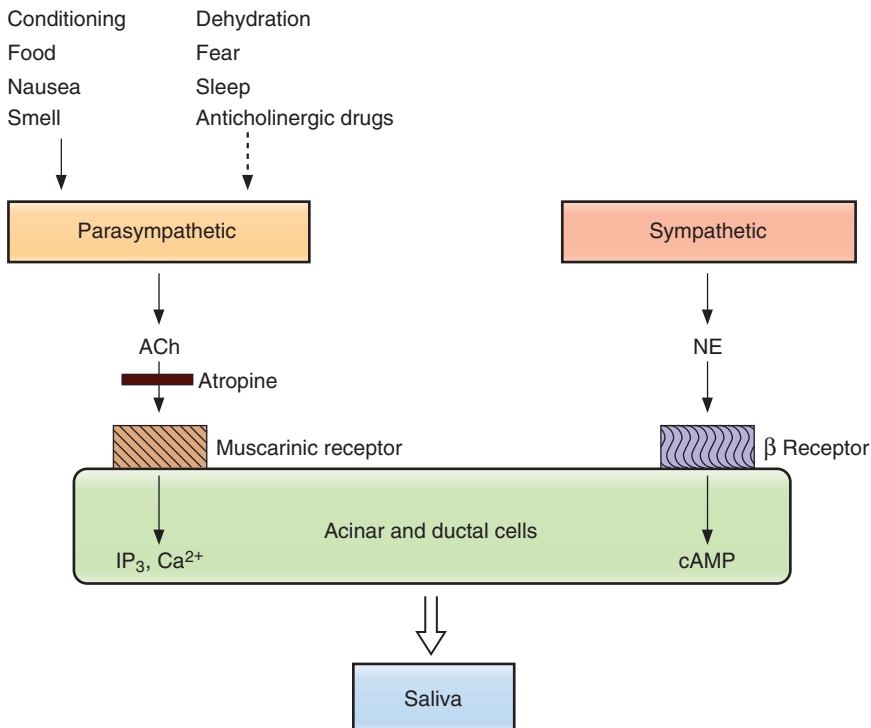 Conditioning
Food
Nausea
Smell
Dehydration
Fear
Sleep
Anticholinergic drugs
Parasympathetic
Sympathetic
ACh
NE
Atropine
Muscarinic receptor
β Receptor
Acinar and ductal cells
IP₃, Ca²⁺
cAMP
Saliva